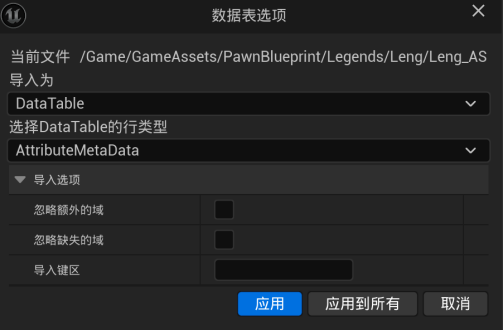 数据表选项
当前文件 /Game/GameAssets/PawnBlueprint/Legends/Leng/Leng_AS
导入为
DataTable
选择DataTable的行类型
AttributeMetaData
导入选项
忽略额外的域
忽略缺失的域
导入键区
应用 应用到所有 取消